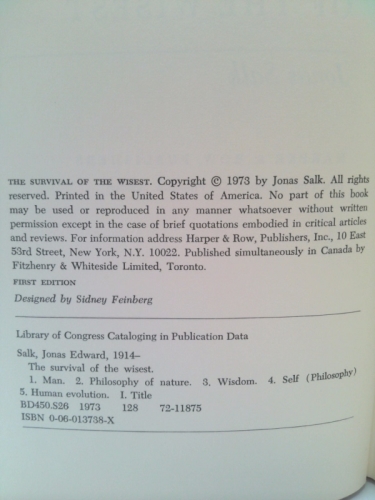 THE SURVIVAL OF THE WISEST. Copyright © 1973 by Jonas Salk. All rights
reserved. Printed in the United States of America. No part of this book
may be used or reproduced in any manner whatsoever without written
permission except in the case of brief quotations embodied in critical articles
and reviews. For information address Harper & Row, Publishers, Inc., 10 East
53rd Street, New York, N.Y. 10022. Published simultaneously in Canada by
Fitzhenry & Whiteside Limited, Toronto.
FIRST EDITION
Designed by Sidney Feinberg
Library of Congress Cataloging in Publication Data
Salk, Jonas Edward, 1914–
The survival of the wisest.
1. Man. 2. Philosophy of nature. 3. Wisdom. 4. Self (Philosophy)
5. Human evolution. I. Title
BD450.S26 1973 128 72-11875
ISBN 0-06-013738-X